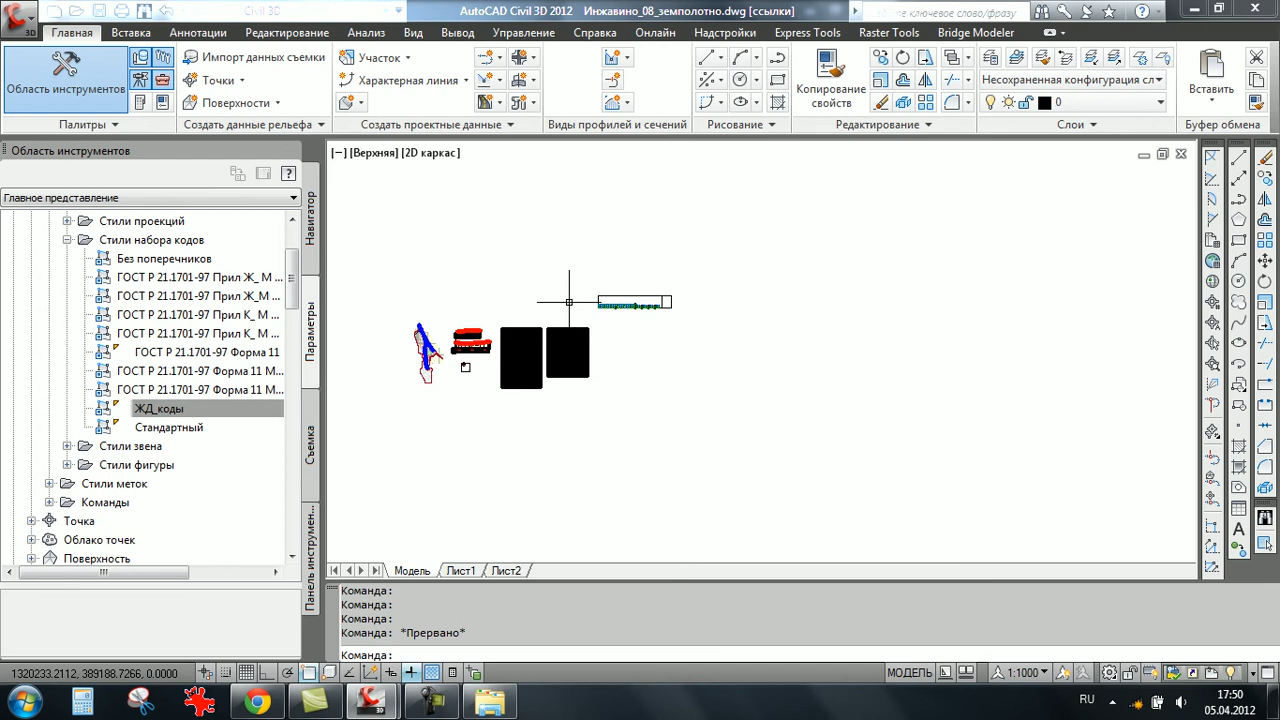 3D
Civil 3D
AutoCAD Civil 3D 2012
Инжавино_08_земполотно.dwg [ссылки]
ключевое слово/фразу
Главная
Вставка
Аннотации
Редактирование
Анализ
Вид
Вывод
Управление
Справка
Онлайн
Надстройки
Express Tools
Raster Tools
Bridge Modeler
Область инструментов
Импорт данных съемки
Точки
Поверхности
Участок
Характерная линия
Копирование
свойств
Несохраненная конфигурация сл
0
Вставить
Палитры
Создать данные рельефа
Создать проектные данные
Виды профилей и сечений
Рисование
Редактирование
Слои
Буфер обмена
Область инструментов
Главное представление
Стили проекций
Стили набора кодов
Без поперечников
ГОСТ Р 21.1701-97 Прил Ж_ М ...
ГОСТ Р 21.1701-97 Прил Ж_ М...
ГОСТ Р 21.1701-97 Прил К_ М ...
ГОСТ Р 21.1701-97 Прил К_ М...
ГОСТ Р 21.1701-97 Форма 11
ГОСТ Р 21.1701-97 Форма 11 М...
ГОСТ Р 21.1701-97 Форма 11 М...
ЖД_коды
Стандартный
Стили звена
Стили фигуры
Стили меток
Команды
Точка
Облако точек
Поверхность
Навигатор
Параметры
Съемка
Панель инструмен...
[−] [Верхняя] [2D каркас]
Модель
Лист1
Лист2
Команда:
Команда:
Команда:
Команда: *Прервано*
Команда:
1320233.2112, 389188.7266, 0.0000
МОДЕЛЬ
1:1000
RU
17:50
05.04.2012